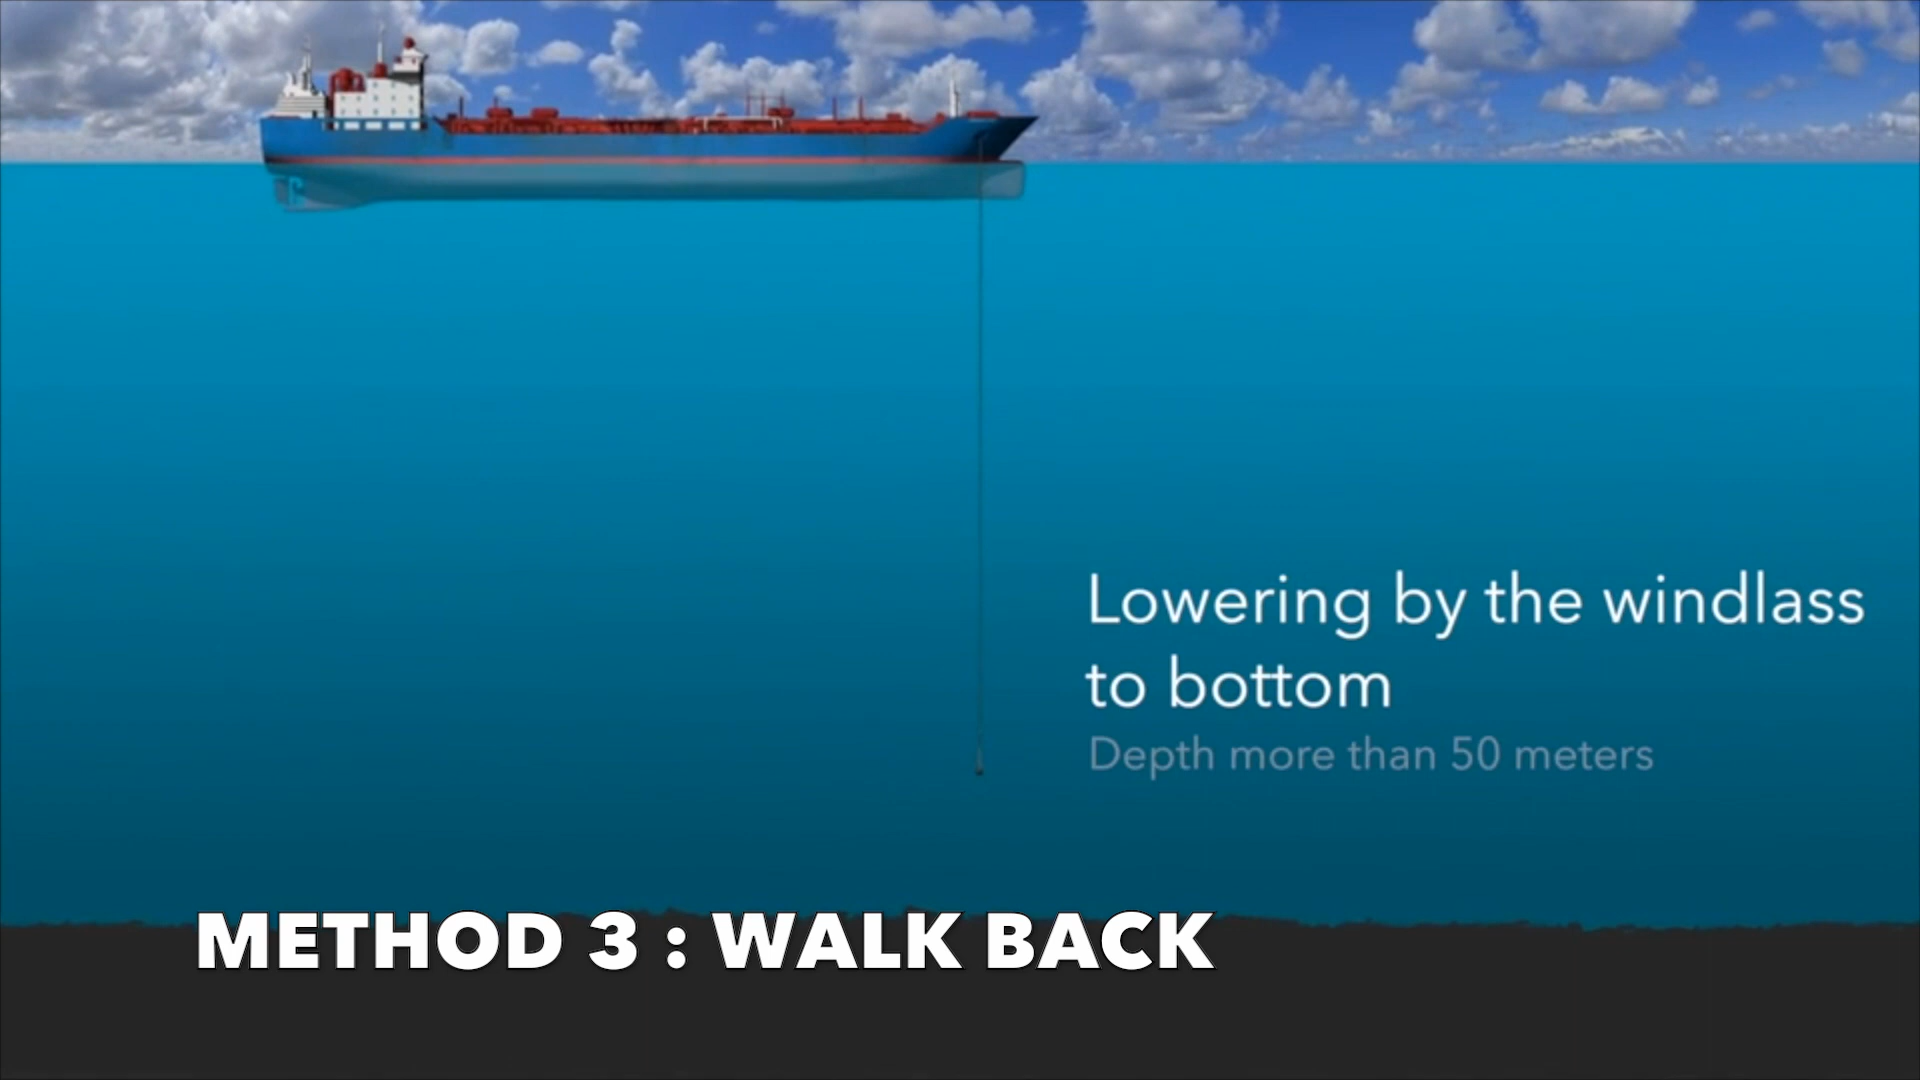 Lowering by the windlass
to bottom
Depth more than 50 meters
METHOD 3 : WALK BACK